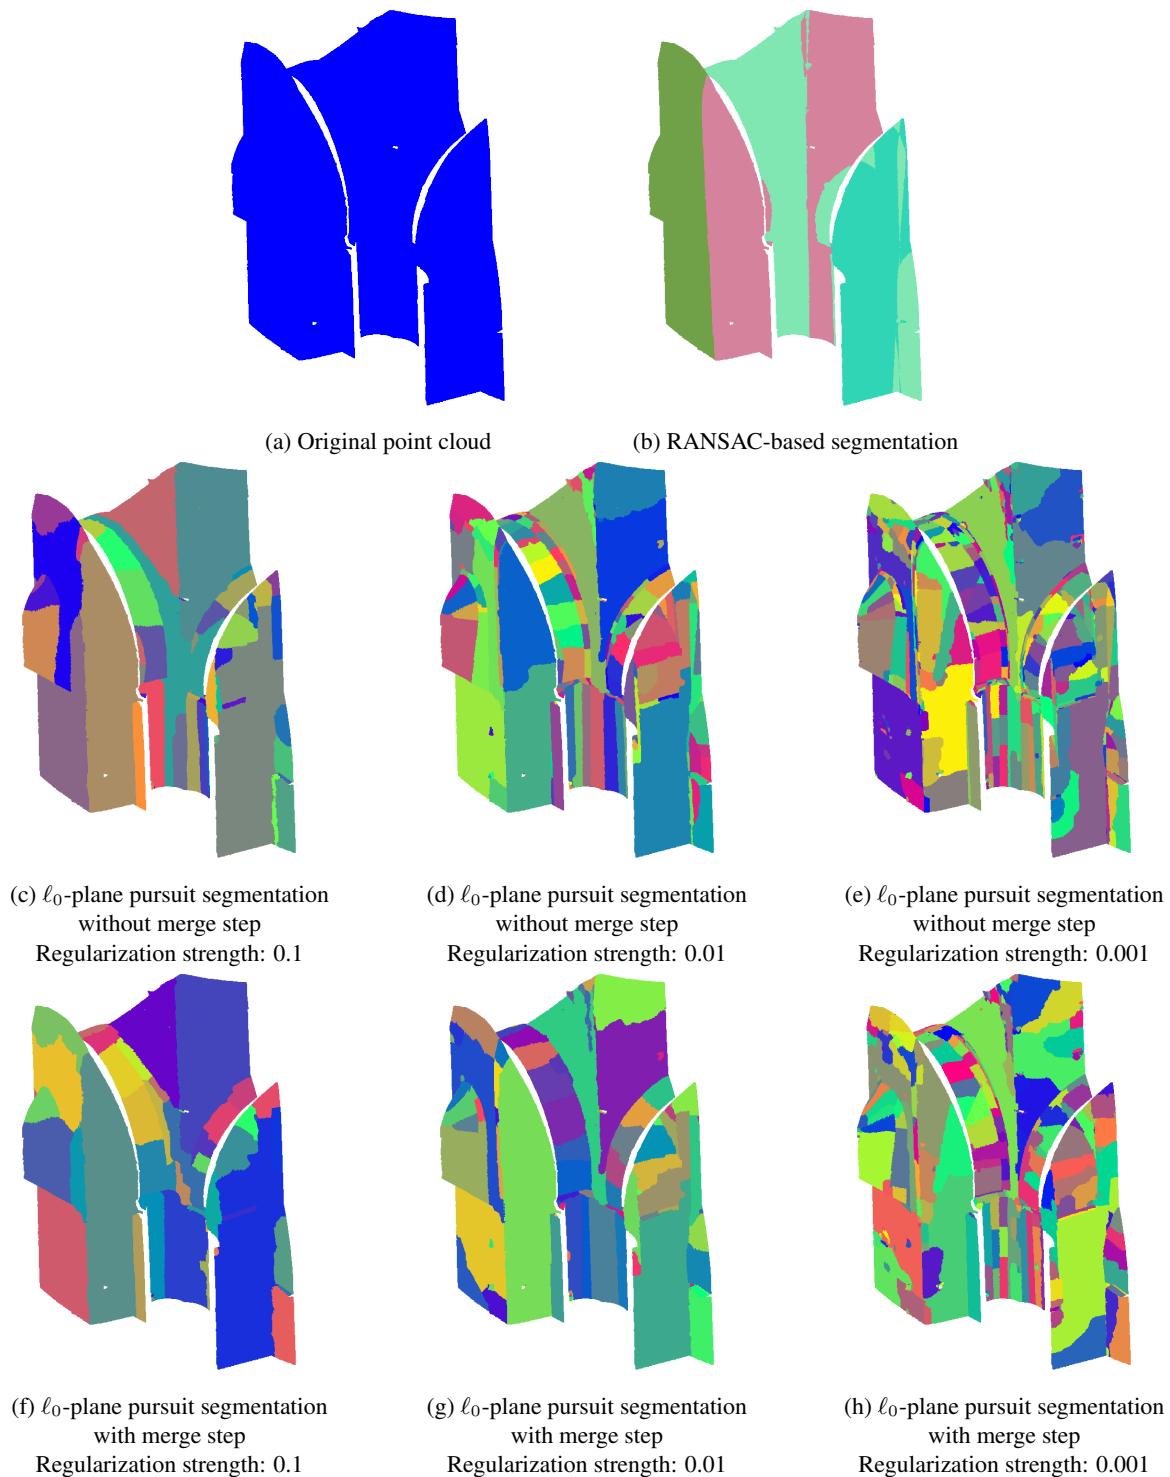 (a) Original point cloud
(b) RANSAC-based segmentation
(c) ℓ₀-plane pursuit segmentation
without merge step
Regularization strength: 0.1
(d) ℓ₀-plane pursuit segmentation
without merge step
Regularization strength: 0.01
(e) ℓ₀-plane pursuit segmentation
without merge step
Regularization strength: 0.001
(f) ℓ₀-plane pursuit segmentation
with merge step
Regularization strength: 0.1
(g) ℓ₀-plane pursuit segmentation
with merge step
Regularization strength: 0.01
(h) ℓ₀-plane pursuit segmentation
with merge step
Regularization strength: 0.001